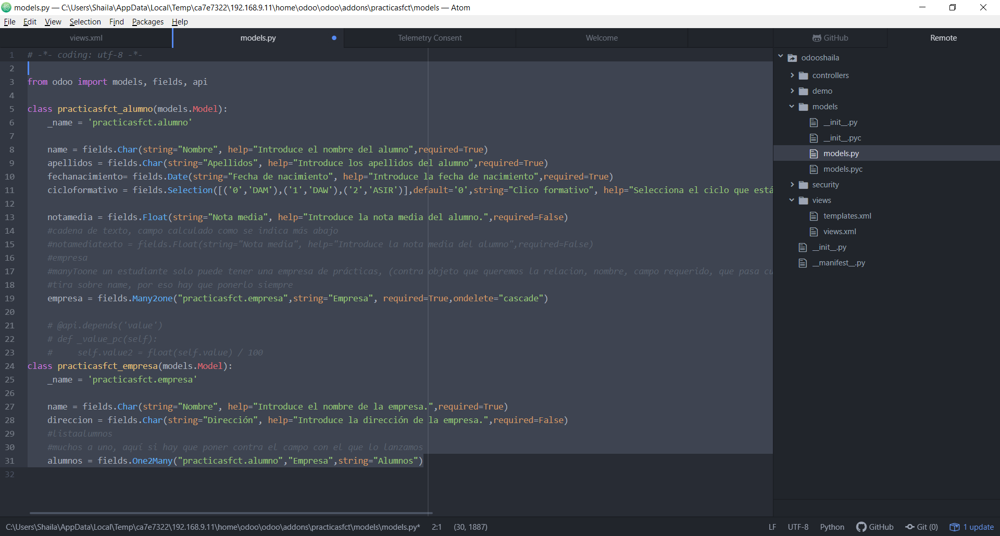 models.py — C:\Users\Shaila\AppData\Local\Temp\ca7e7322\192.168.9.11\home\odoo\odoo\addons\practicasfct\models — Atom
File Edit View Selection Find Packages Help
views.xml models.py Telemetry Consent Welcome GitHub Remote
1 # -*- coding: utf-8 -*-
2
3 from odoo import models, fields, api
4
5 class practicasfct_alumno(models.Model):
6 _name = 'practicasfct.alumno'
7
8 name = fields.Char(string="Nombre", help="Introduce el nombre del alumno",required=True)
9 apellidos = fields.Char(string="Apellidos", help="Introduce los apellidos del alumno",required=True)
10 fechanacimiento= fields.Date(string="Fecha de nacimiento", help="Introduce la fecha de nacimiento",required=True)
11 cicloformativo = fields.Selection([('0','DAM'),('1','DAW'),('2','ASIR')],default='0',string="Clico formativo", help="Selecciona el ciclo que está
12
13 notamedia = fields.Float(string="Nota media", help="Introduce la nota media del alumno.",required=False)
14 #cadena de texto, campo calculado como se indica más abajo
15 #notamediatexto = fields.Float(string="Nota media", help="Introduce la nota media del alumno",required=False)
16 #empresa
17 #manyToone un estudiante solo puede tener una empresa de prácticas, (contra objeto que queremos la relacion, nombre, campo requerido, que pasa cu
18 #tira sobre name, por eso hay que ponerlo siempre
19 empresa = fields.Many2one("practicasfct.empresa",string="Empresa", required=True,ondelete="cascade")
20
21 # @api.depends('value')
22 # def _value_pc(self):
23 # self.value2 = float(self.value) / 100
24 class practicasfct_empresa(models.Model):
25 _name = 'practicasfct.empresa'
26
27 name = fields.Char(string="Nombre", help="Introduce el nombre de la empresa.",required=True)
28 direccion = fields.Char(string="Dirección", help="Introduce la dirección de la empresa.",required=False)
29 #listaalumnos
30 #muchos a uno, aquí si hay que poner contra el campo con el que lo lanzamos
31 alumnos = fields.One2Many("practicasfct.alumno","Empresa",string="Alumnos")
32
odooshaila
controllers
demo
models
__init__.py
__init__.pyc
models.py
models.pyc
security
views
templates.xml
views.xml
__init__.py
__manifest__.py
C:\Users\Shaila\AppData\Local\Temp\ca7e7322\192.168.9.11\home\odoo\odoo\addons\practicasfct\models\models.py* 2:1 (30, 1887) LF UTF-8 Python GitHub Git (0) 1 update